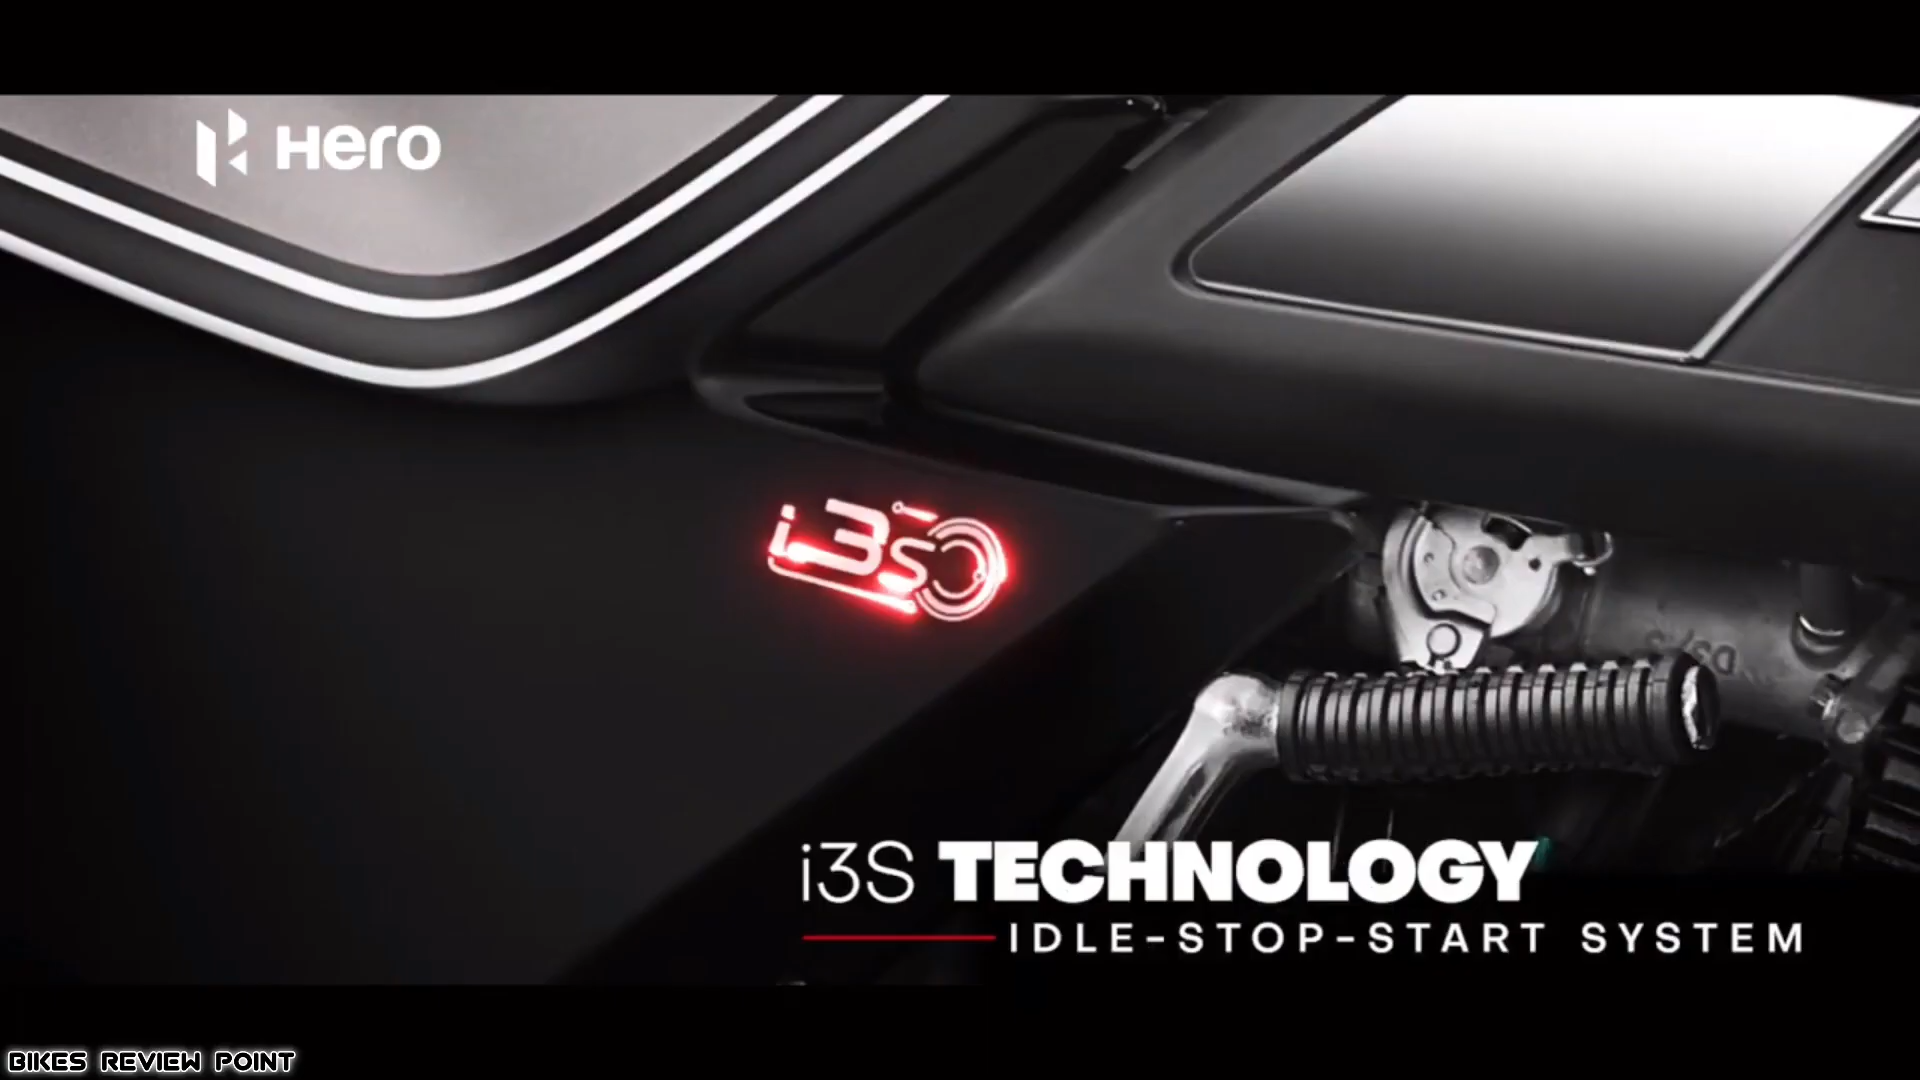 Hero
i3s
i3S TECHNOLOGY
IDLE-STOP-START SYSTEM
BIKES REVIEW POINT